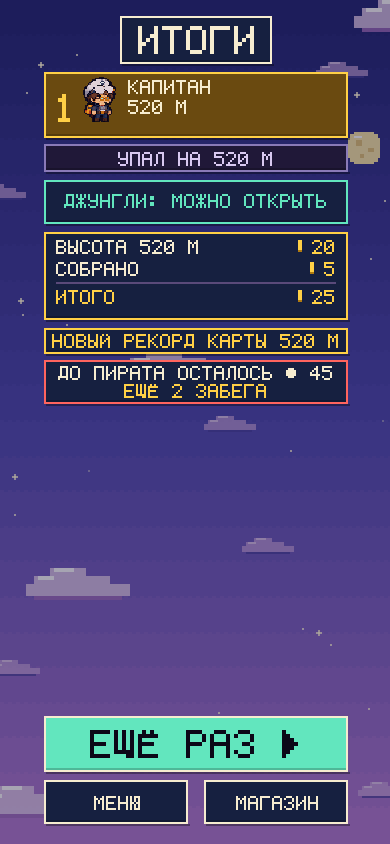 ИТОГИ
1
КАПИТАН
520 М
УПАЛ НА 520 М
ДЖУНГЛИ: МОЖНО ОТКРЫТЬ
ВЫСОТА 520 М 20
СОБРАНО 5
ИТОГО 25
НОВЫЙ РЕКОРД КАРТЫ 520 М
ДО ПИРАТА ОСТАЛОСЬ ● 45
ЕЩЁ 2 ЗАБЕГА
ЕЩЁ РАЗ
МЕНЮ
МАГАЗИН